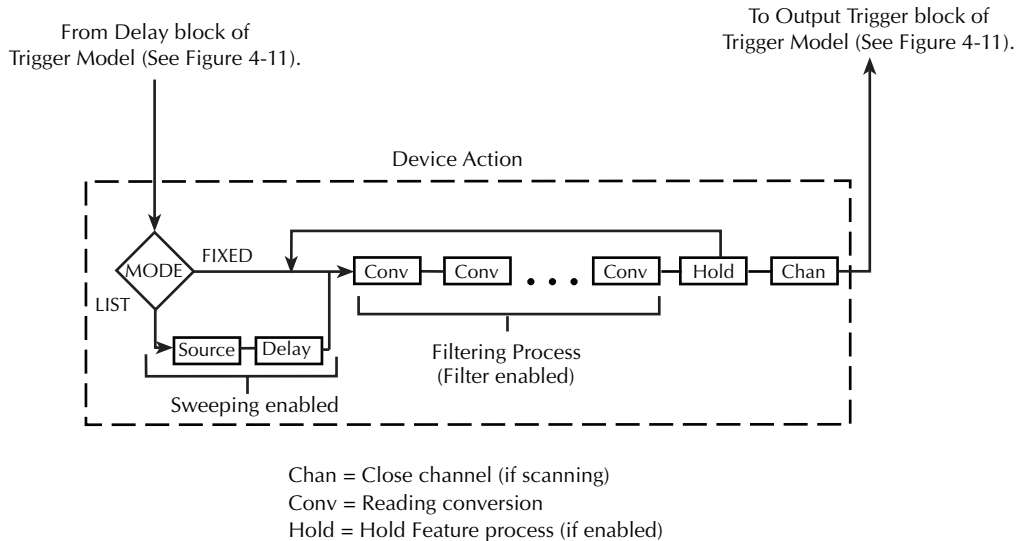 From Delay block of
Trigger Model (See Figure 4-11).
To Output Trigger block of
Trigger Model (See Figure 4-11).
Device Action
MODE
FIXED
LIST
Conv
Conv
Conv
Hold
Chan
Source
Delay
Filtering Process
(Filter enabled)
Sweeping enabled
Chan = Close channel (if scanning)
Conv = Reading conversion
Hold = Hold Feature process (if enabled)